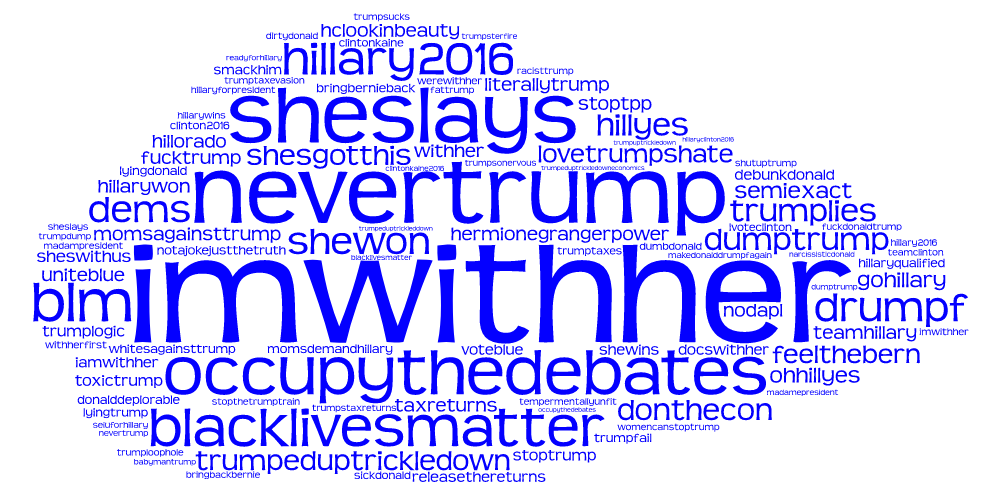 trumpsucks
dirtydonald hclookinbeauty trumpsterfire
clintonkaine
readyforhillary hillary2016
smackhim racisttrump
trumptaxevasion werewithher literallytrump
hillaryforpresident bringbernieback fattrump
sheslays stoptpp
hillarywins hillyes
clinton2016
hillorado trumpuptrickledown hillaryclinton2016
fucktrump shesgotthis withher lovetrumpshate
trumpsonervous shutuptrump
lyingdonald clintonkaine2016 trumpeduptrickledowneconomics debunkdonald
hillarywon nevertrump semiexact
dems trumplies
sheslays trumpeduptrickleddown ivoteclinton fuckdonaldtrump
trumpdump momsagainsttrump shewon hermionegrangerpower dumptrump hillary2016
madampresident notajokejustthetruth trumptaxes dumbdonald teamclinton
sheswithus blacklivesmatter makedonalddrumpfagain narcissisticdonald hillaryqualified
uniteblue imwithher gohillary
blm dumptrump drumpf
nodapl
trumplogic teamhillary imwithher
withherfirst whitesagainsttrump momsdemandhillary voteblue shewins docswithher feelthebern
iamwithher occupythedebates ohhillyes
toxictrump
donalddeplorable stopthetrumptrain tempermentallyunfit madamepresident
lyingtrump trumpstaxreturns taxreturns occupythedebates donthecon
seiuforhillary blacklivesmatter womencanstoptrump
nevertrump trumpfail
trumploophole trumpeduptrickledown stoptrump
babymantrump
bringbackbernie sickdonald releasethereturns